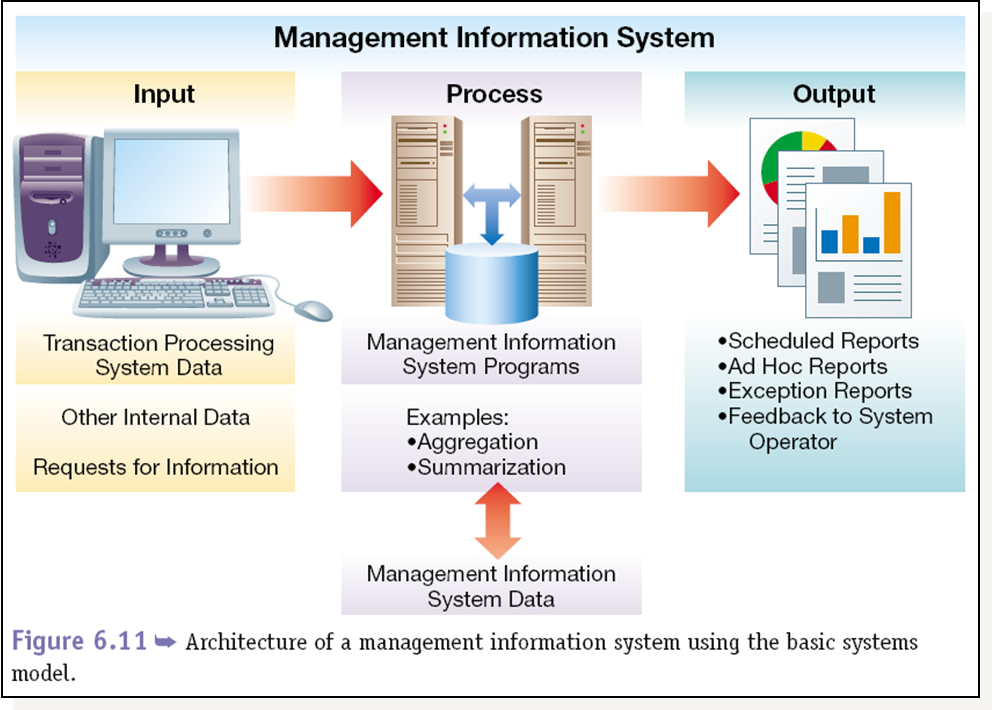 Management Information System
Input
Process
Output
Transaction Processing
System Data
Other Internal Data
Requests for Information
Management Information
System Programs
Examples:
•Aggregation
•Summarization
Management Information
System Data
•Scheduled Reports
•Ad Hoc Reports
•Exception Reports
•Feedback to System
Operator
Figure 6.11 ➥ Architecture of a management information system using the basic systems
model.